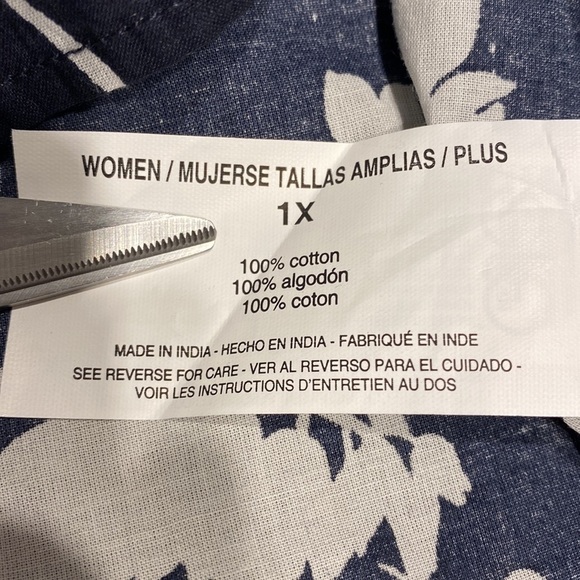 WOMEN / MUJERSE TALLAS AMPLIAS / PLUS
1X
100% cotton
100% algodón
100% coton
MADE IN INDIA - HECHO EN INDIA - FABRIQUÉ EN INDE
SEE REVERSE FOR CARE - VER AL REVERSO PARA EL CUIDADO -
VOIR LES INSTRUCTIONS D'ENTRETIEN AU DOS